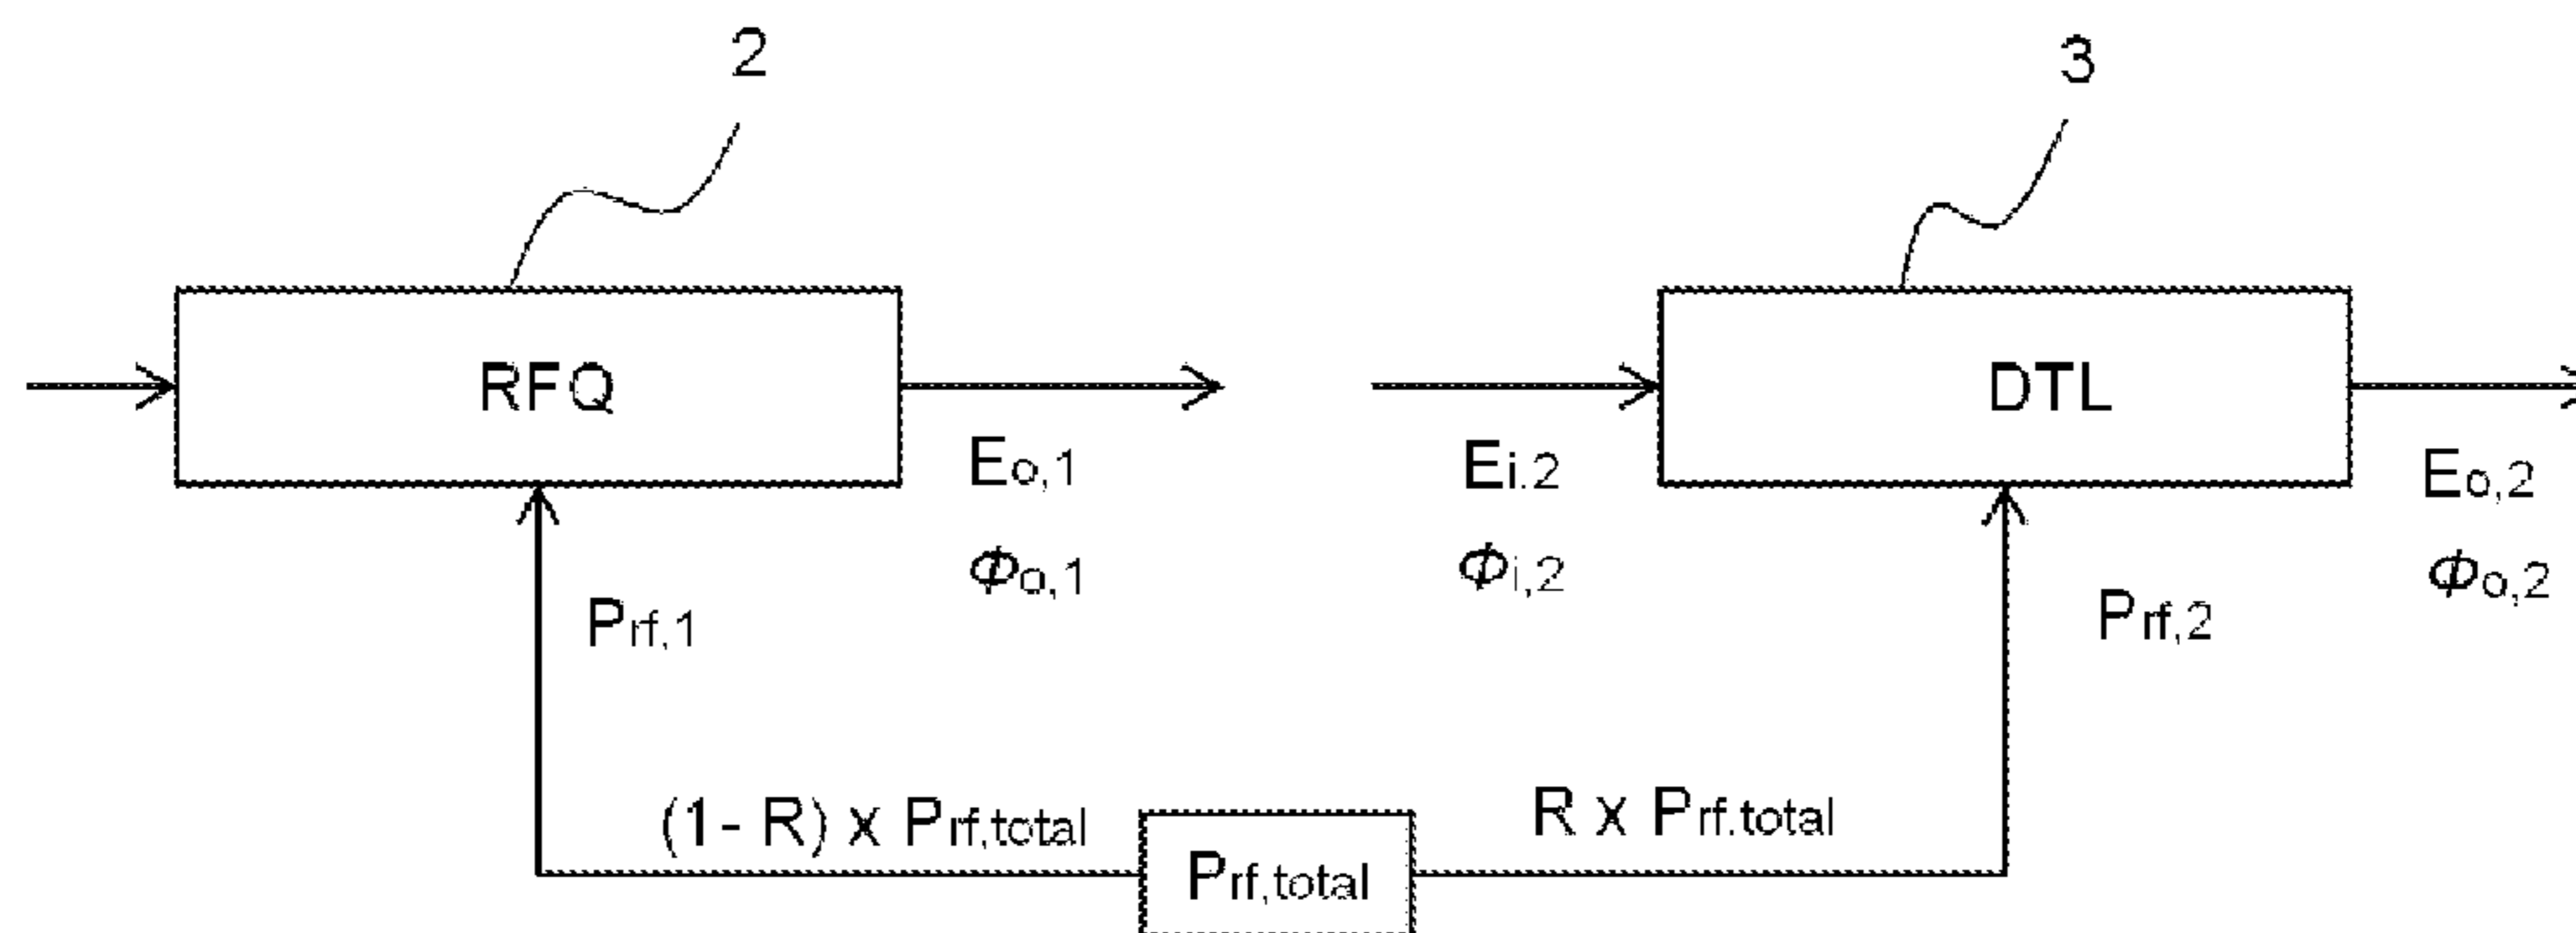 2 3
RFQ DTL
Eo,1 Ei.2 Eo,2
Φo,1 Φi,2 Φo,2
Prf,1 Prf,2
(1- R) x Prf,total R x Prf.total
Prf,total